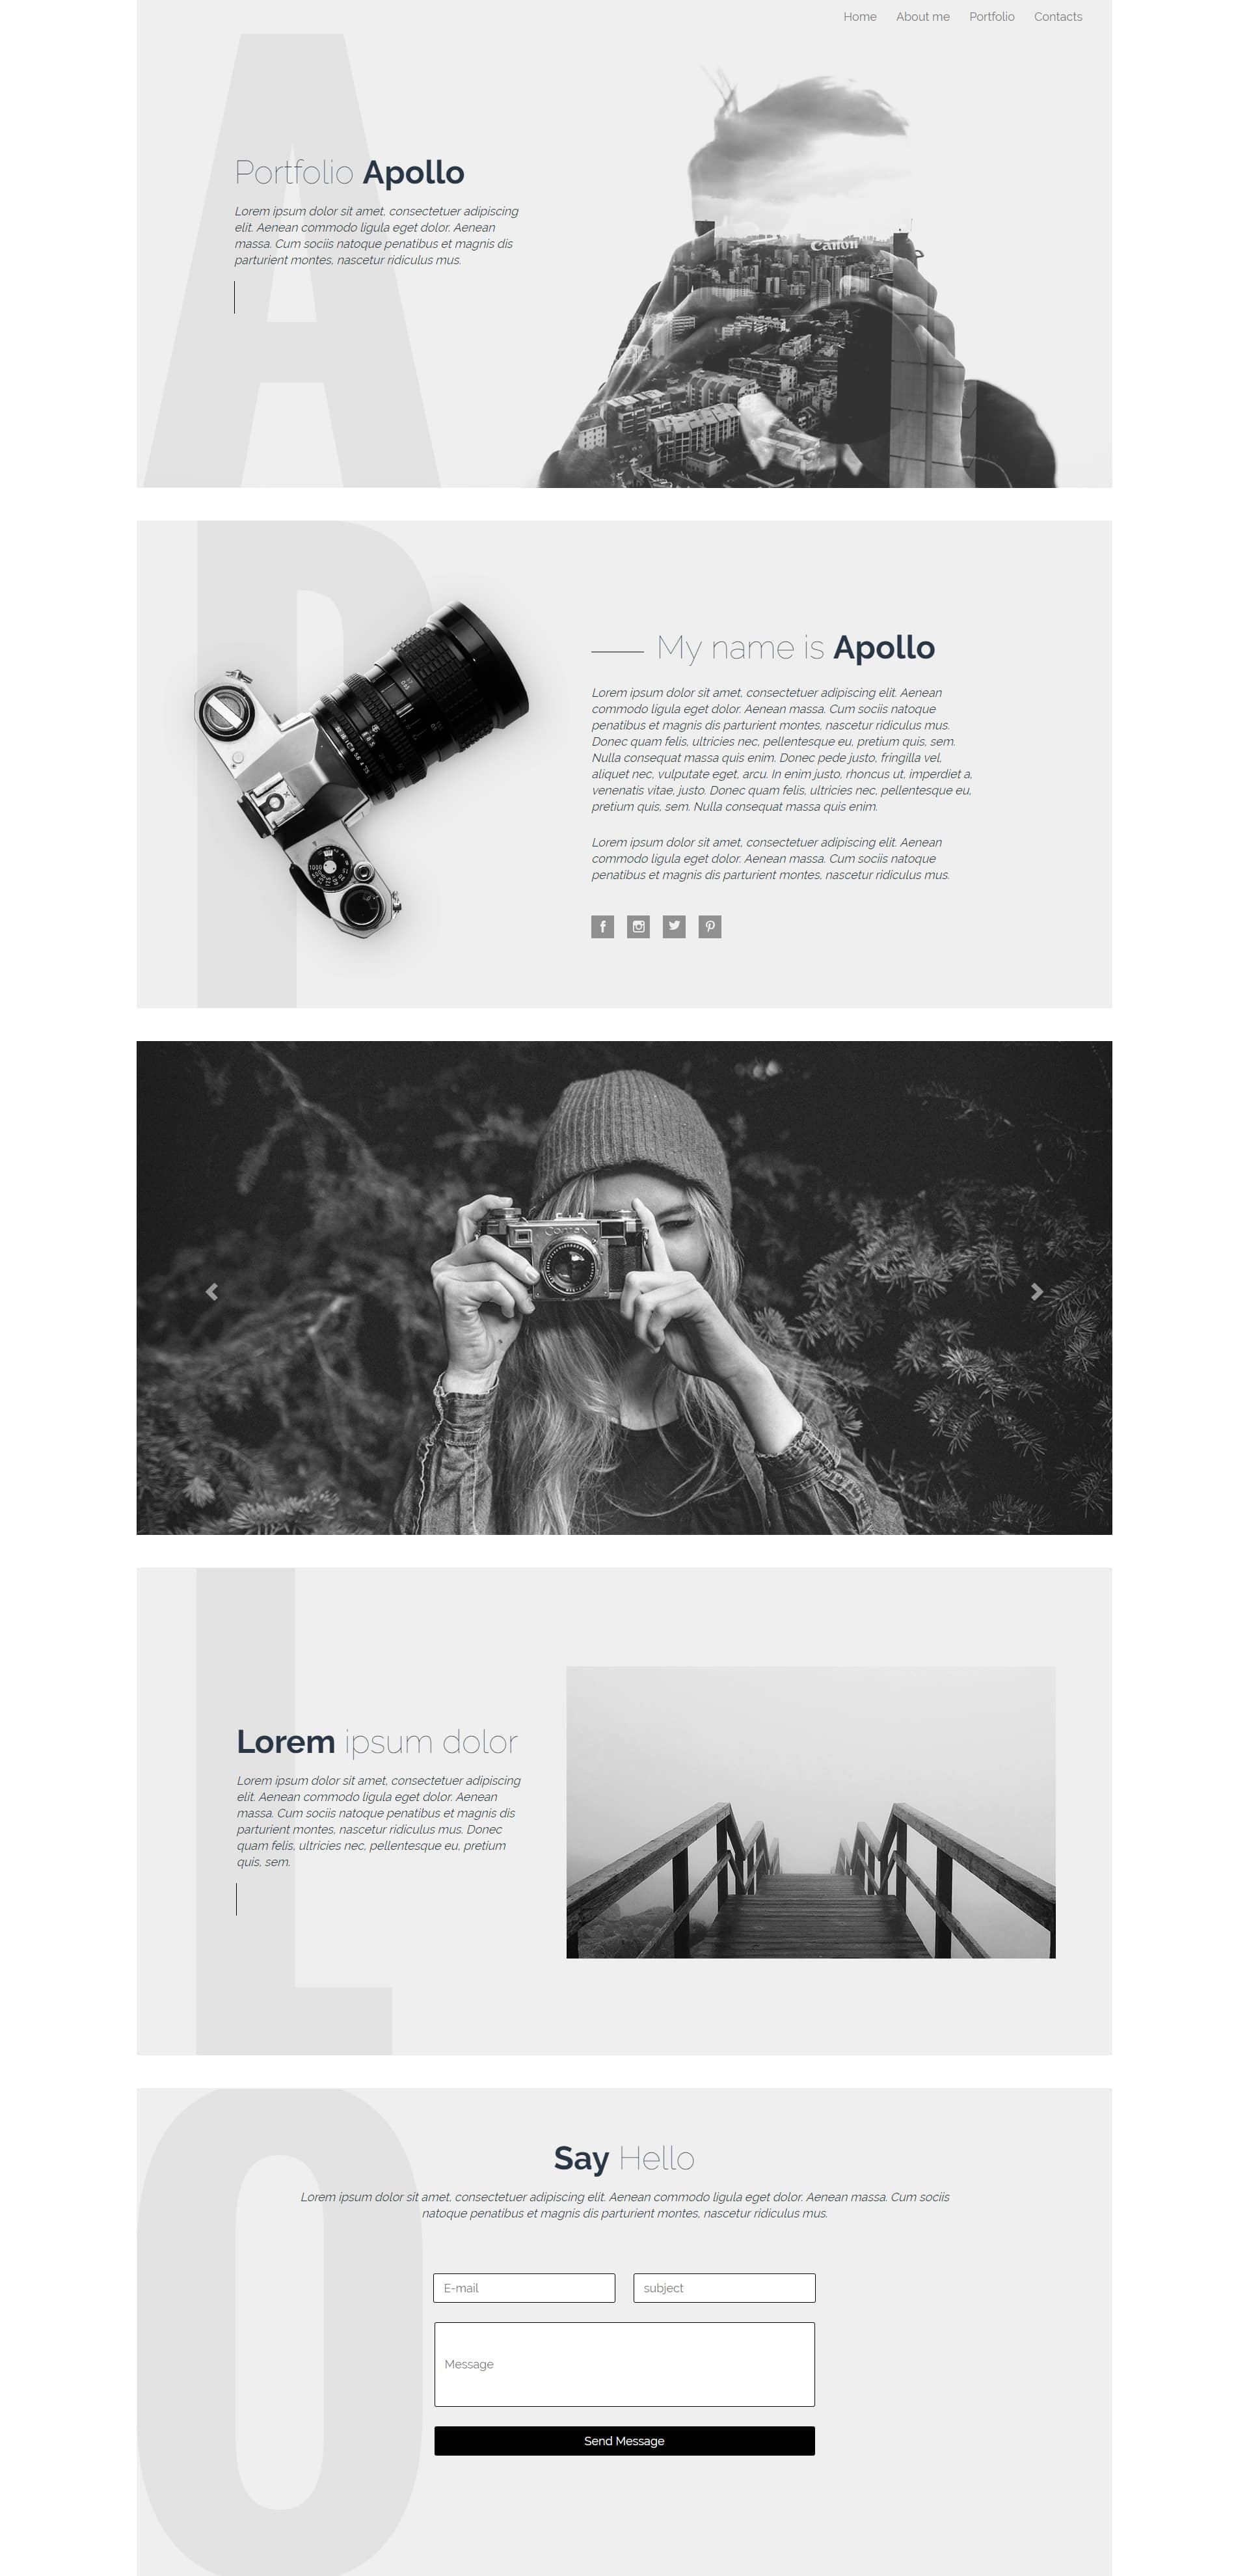 Home About me Portfolio Contacts
A
Portfolio Apollo
Lorem ipsum dolor sit amet, consectetuer adipiscing
elit. Aenean commodo ligula eget dolor. Aenean
massa. Cum sociis natoque penatibus et magnis dis
parturient montes, nascetur ridiculus mus.
Canon
P
My name is Apollo
Lorem ipsum dolor sit amet, consectetuer adipiscing elit. Aenean
commodo ligula eget dolor. Aenean massa. Cum sociis natoque
penatibus et magnis dis parturient montes, nascetur ridiculus mus.
Donec quam felis, ultricies nec, pellentesque eu, pretium quis, sem.
Nulla consequat massa quis enim. Donec pede justo, fringilla vel,
aliquet nec, vulputate eget, arcu. In enim justo, rhoncus ut, imperdiet a,
venenatis vitae, justo. Donec quam felis, ultricies nec, pellentesque eu,
pretium quis, sem. Nulla consequat massa quis enim.
Lorem ipsum dolor sit amet, consectetuer adipiscing elit. Aenean
commodo ligula eget dolor. Aenean massa. Cum sociis natoque
penatibus et magnis dis parturient montes, nascetur ridiculus mus.
L
Lorem ipsum dolor
Lorem ipsum dolor sit amet, consectetuer adipiscing
elit. Aenean commodo ligula eget dolor. Aenean
massa. Cum sociis natoque penatibus et magnis dis
parturient montes, nascetur ridiculus mus. Donec
quam felis, ultricies nec, pellentesque eu, pretium
quis, sem.
O
Say Hello
Lorem ipsum dolor sit amet, consectetuer adipiscing elit. Aenean commodo ligula eget dolor. Aenean massa. Cum sociis
natoque penatibus et magnis dis parturient montes, nascetur ridiculus mus.
E-mail subject
Message
Send Message